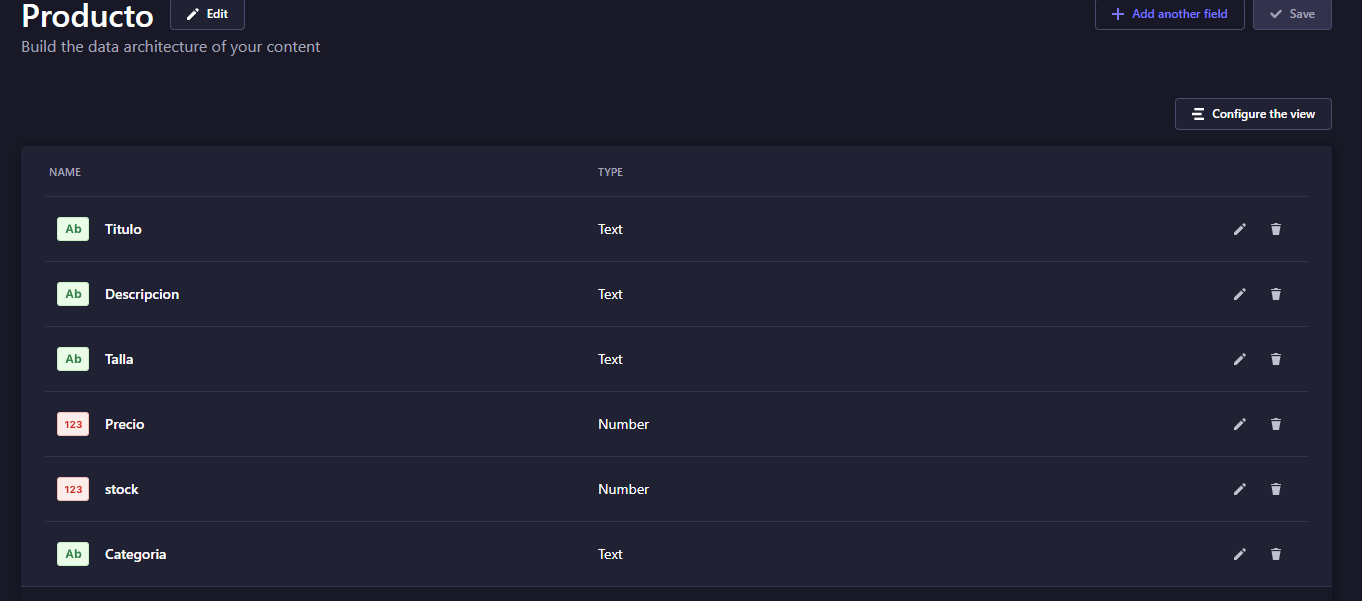 Producto Edit Add another field Save
Build the data architecture of your content
Configure the view
NAME TYPE
Ab Titulo Text
Ab Descripcion Text
Ab Talla Text
123 Precio Number
123 stock Number
Ab Categoria Text